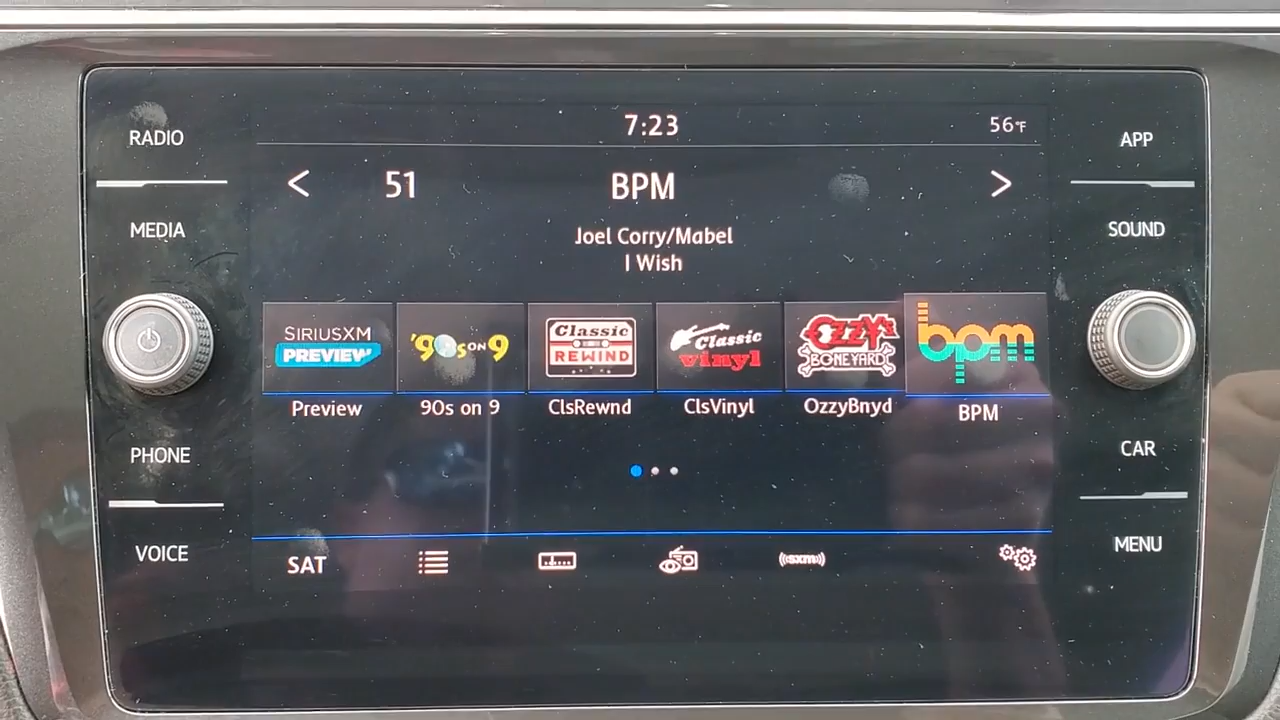 7:23
56°F
RADIO
APP
< 51 BPM >
MEDIA
SOUND
Joel Corry/Mabel
I Wish
SIRIUSXM
PREVIEW
'90s ON 9
Classic
REWIND
Classic
vinyl
OZZY's
BONEYARD
bpm
Preview
90s on 9
ClsRewnd
ClsVinyl
OzzyBnyd
BPM
PHONE
CAR
VOICE
MENU
SAT
((sxm))